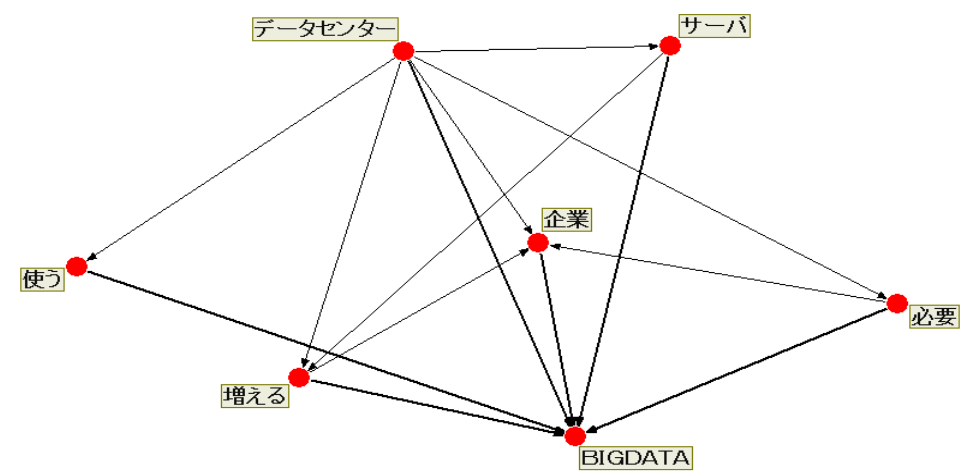 データセンター
サーバ
企業
使う
必要
増える
BIGDATA